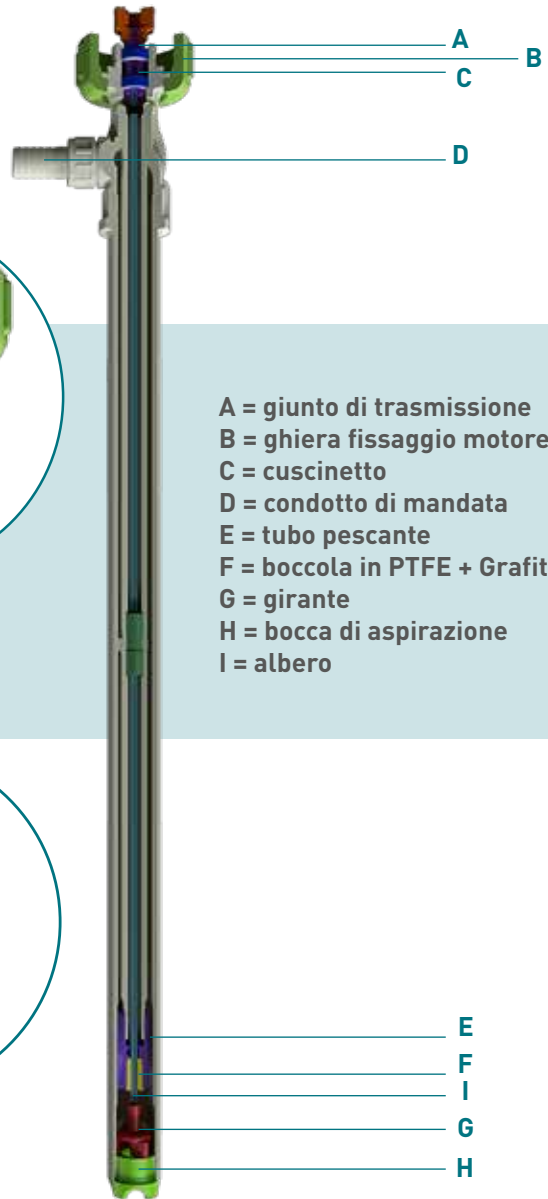 A
B
C
D
A = giunto di trasmissione
B = ghiera fissaggio motore
C = cuscinetto
D = condotto di mandata
E = tubo pescante
F = boccola in PTFE + Grafit
G = girante
H = bocca di aspirazione
I = albero
E
F
I
G
H